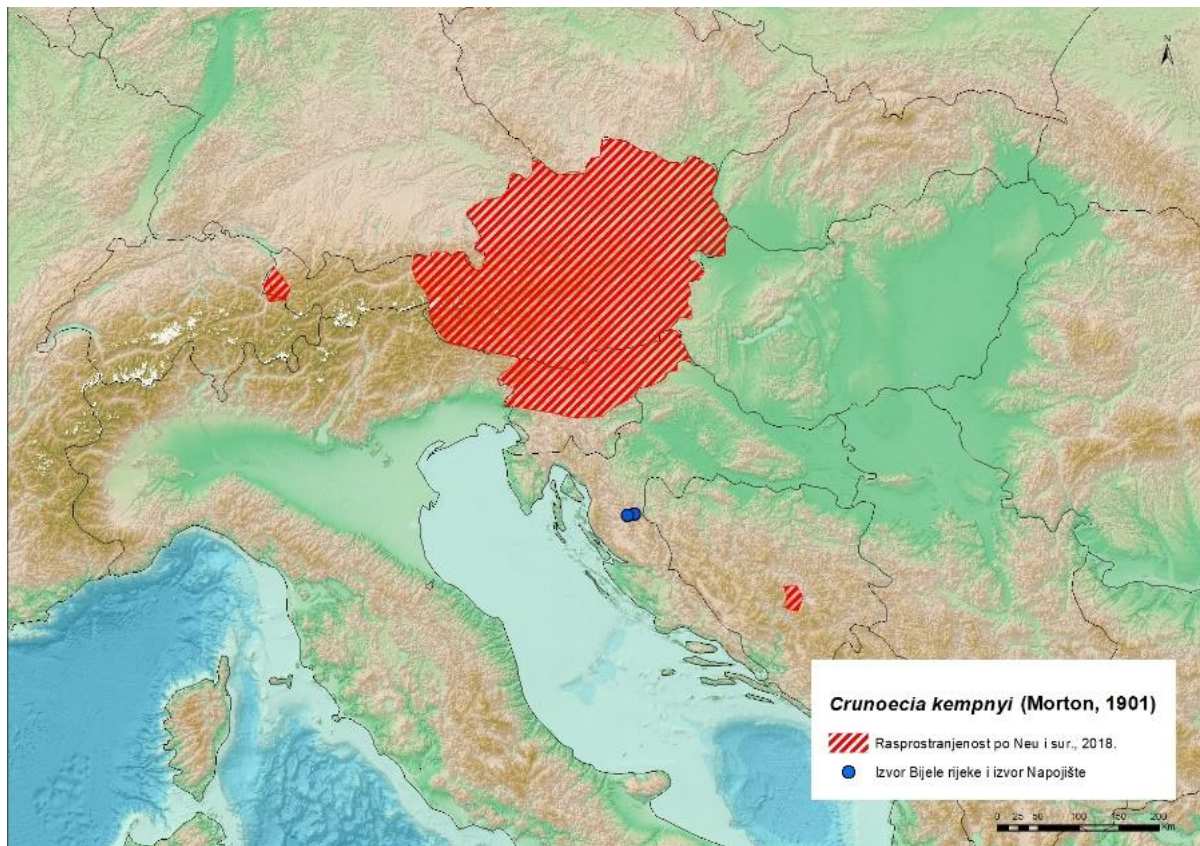 N
Crunoecia kempnyi (Morton, 1901)
Rasprostranjenost po Neu i sur., 2018.
Izvor Bijele rijeke i izvor Napojište
0 25 50 100 150 200
Km